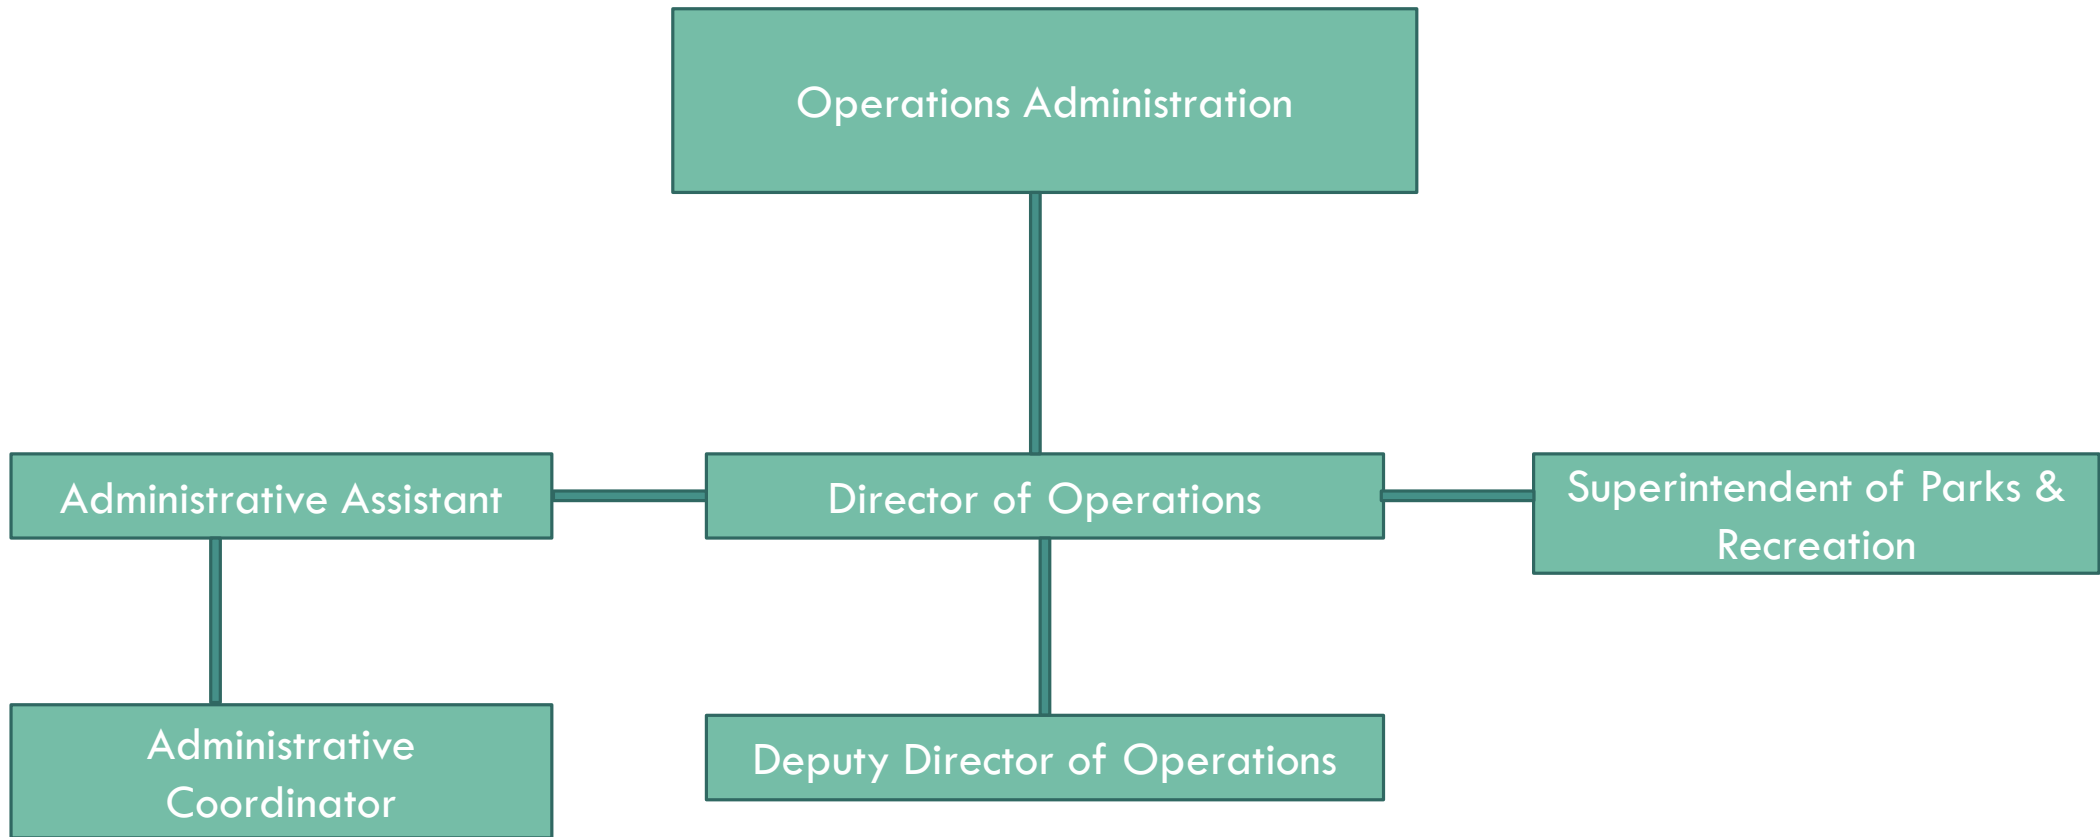 Operations Administration
Administrative Assistant
Director of Operations
Superintendent of Parks &
Recreation
Administrative
Coordinator
Deputy Director of Operations